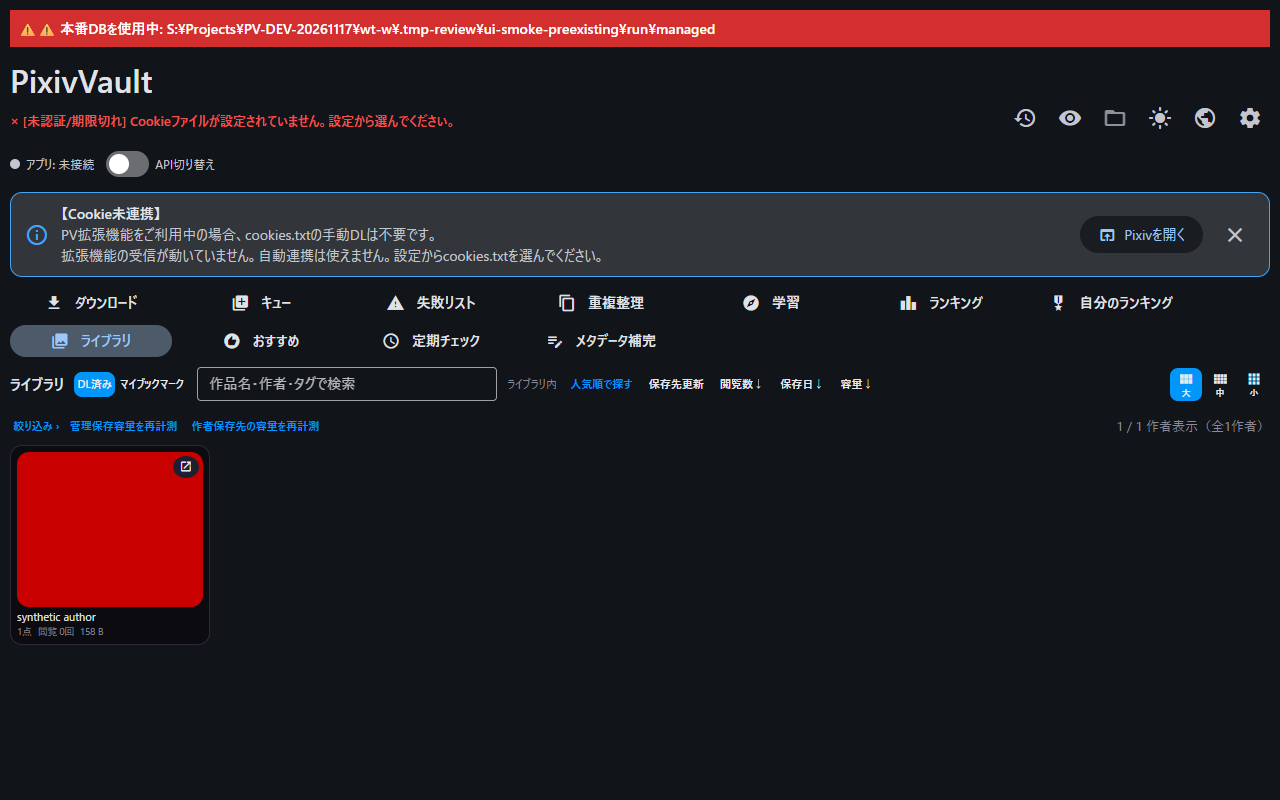 本番DBを使用中: S:¥Projects¥PV-DEV-20261117¥wt-w¥.tmp-review¥ui-smoke-preexisting¥run¥managed
PixivVault
× [未認証/期限切れ] Cookieファイルが設定されていません。設定から選んでください。
アプリ: 未接続 API切り替え
【Cookie未連携】
PV拡張機能をご利用中の場合、cookies.txtの手動DLは不要です。
拡張機能の受信が動いていません。自動連携は使えません。設定からcookies.txtを選んでください。
Pixivを開く
ダウンロード キュー 失敗リスト 重複整理 学習 ランキング 自分のランキング
ライブラリ おすすめ 定期チェック メタデータ補完
ライブラリ DL済み マイブックマーク 作品名・作者・タグで検索 ライブラリ内 人気順で探す 保存先更新 閲覧数↓ 保存日↓ 容量↓ 大 中 小
絞り込み › 管理保存容量を再計測 作者保存先の容量を再計測 1 / 1 作者表示（全1作者）
synthetic author
1点 閲覧 0回 158 B